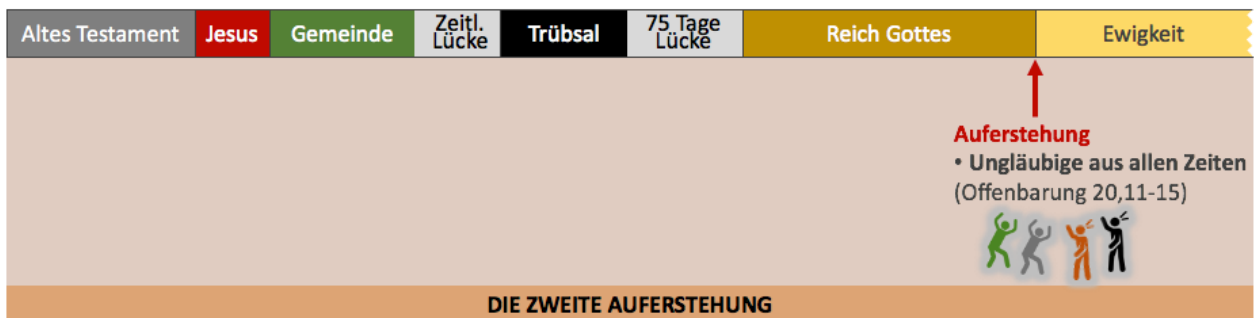 Altes Testament
Jesus
Gemeinde
Zeitl.
Lücke
Trübsal
75 Tage
Lücke
Reich Gottes
Ewigkeit
Auferstehung
• Ungläubige aus allen Zeiten
(Offenbarung 20,11-15)
DIE ZWEITE AUFERSTEHUNG